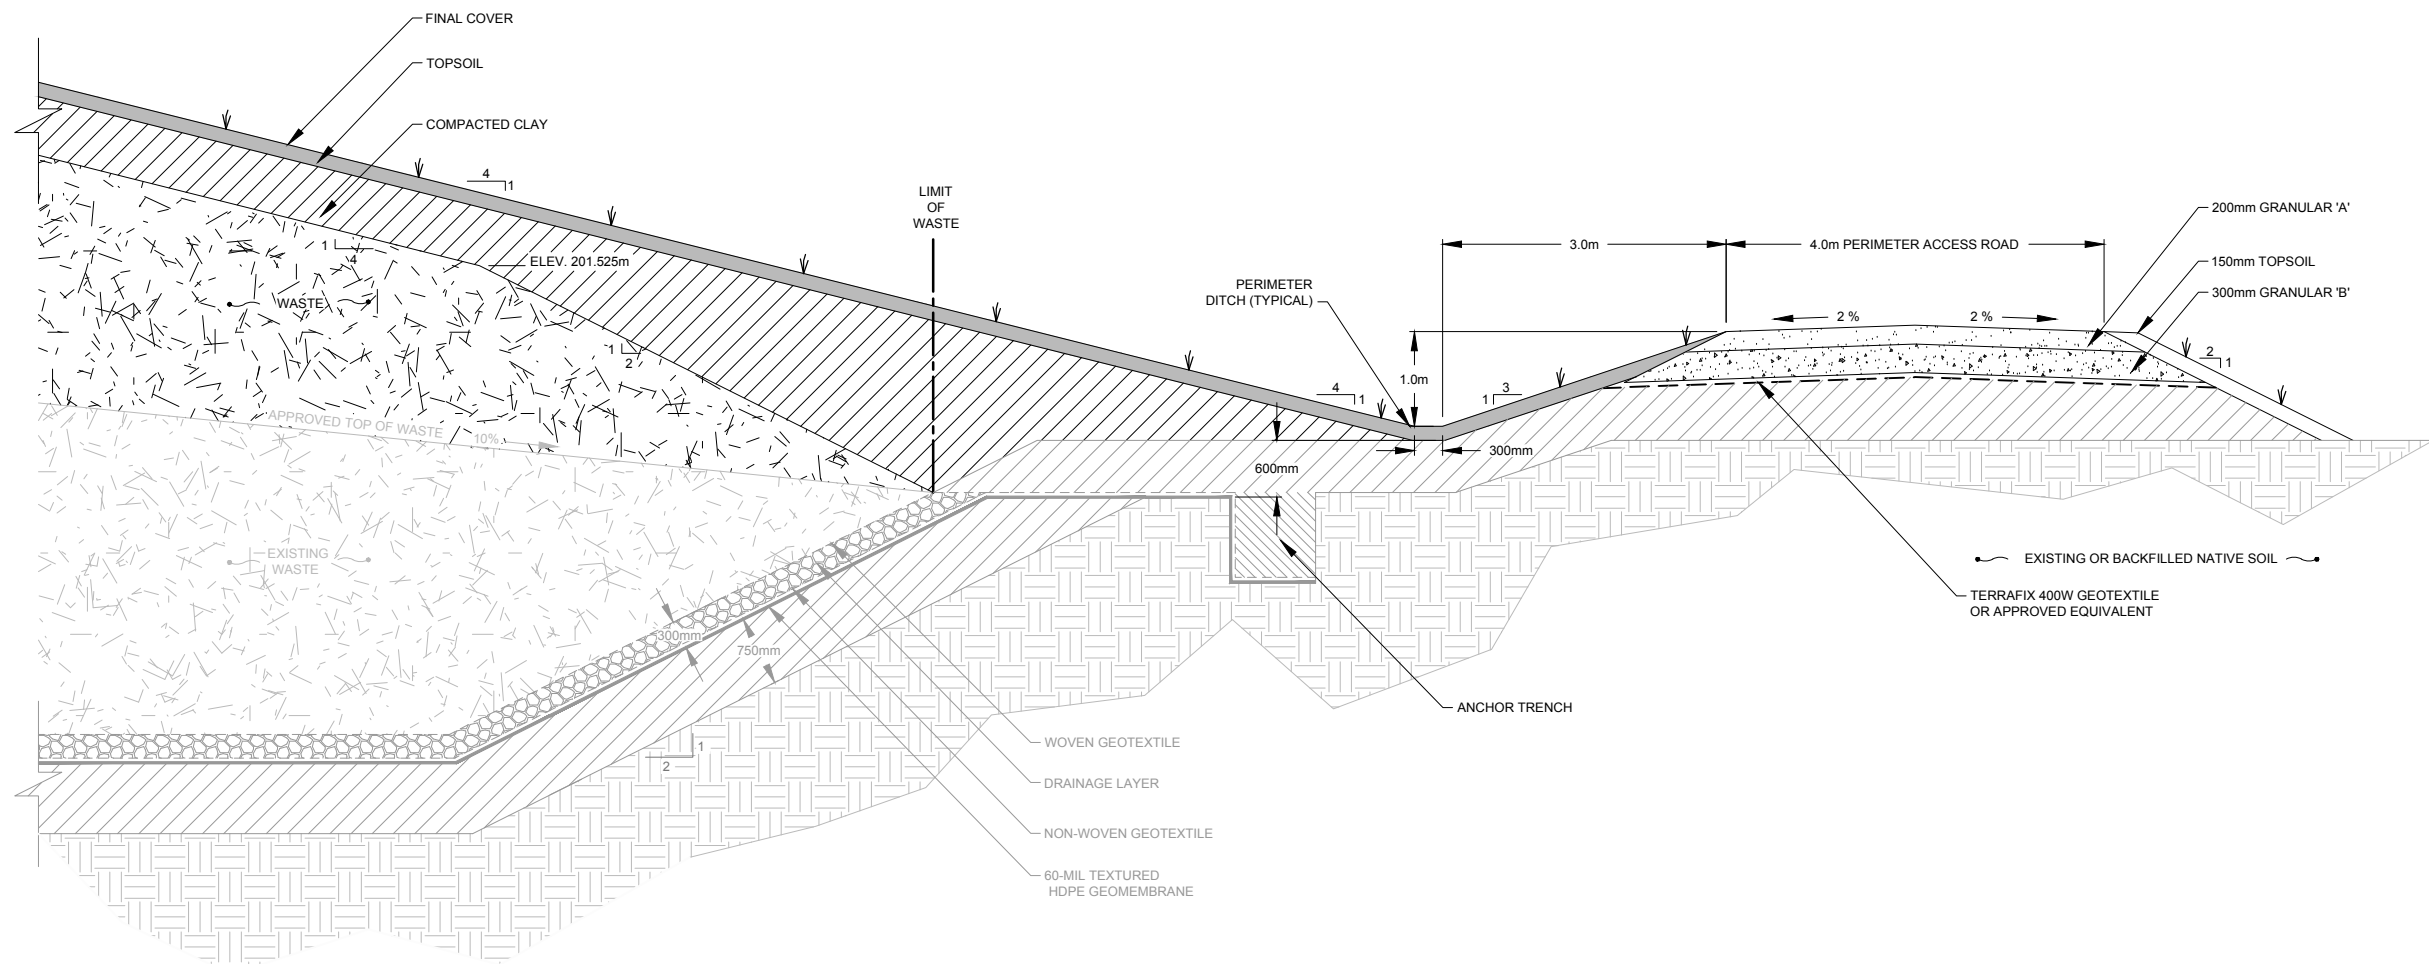 FINAL COVER
TOPSOIL
COMPACTED CLAY
4
1
LIMIT
OF
WASTE
200mm GRANULAR 'A'
3.0m
4.0m PERIMETER ACCESS ROAD
1
4
ELEV. 201.525m
150mm TOPSOIL
PERIMETER
DITCH (TYPICAL)
300mm GRANULAR 'B'
WASTE
2 %
2 %
1
2
2
1
1.0m
4
1
3
1
APPROVED TOP OF WASTE
10%
300mm
600mm
EXISTING
WASTE
EXISTING OR BACKFILLED NATIVE SOIL
TERRAFIX 400W GEOTEXTILE
OR APPROVED EQUIVALENT
300mm
750mm
ANCHOR TRENCH
1
2
WOVEN GEOTEXTILE
DRAINAGE LAYER
NON-WOVEN GEOTEXTILE
60-MIL TEXTURED
HDPE GEOMEMBRANE